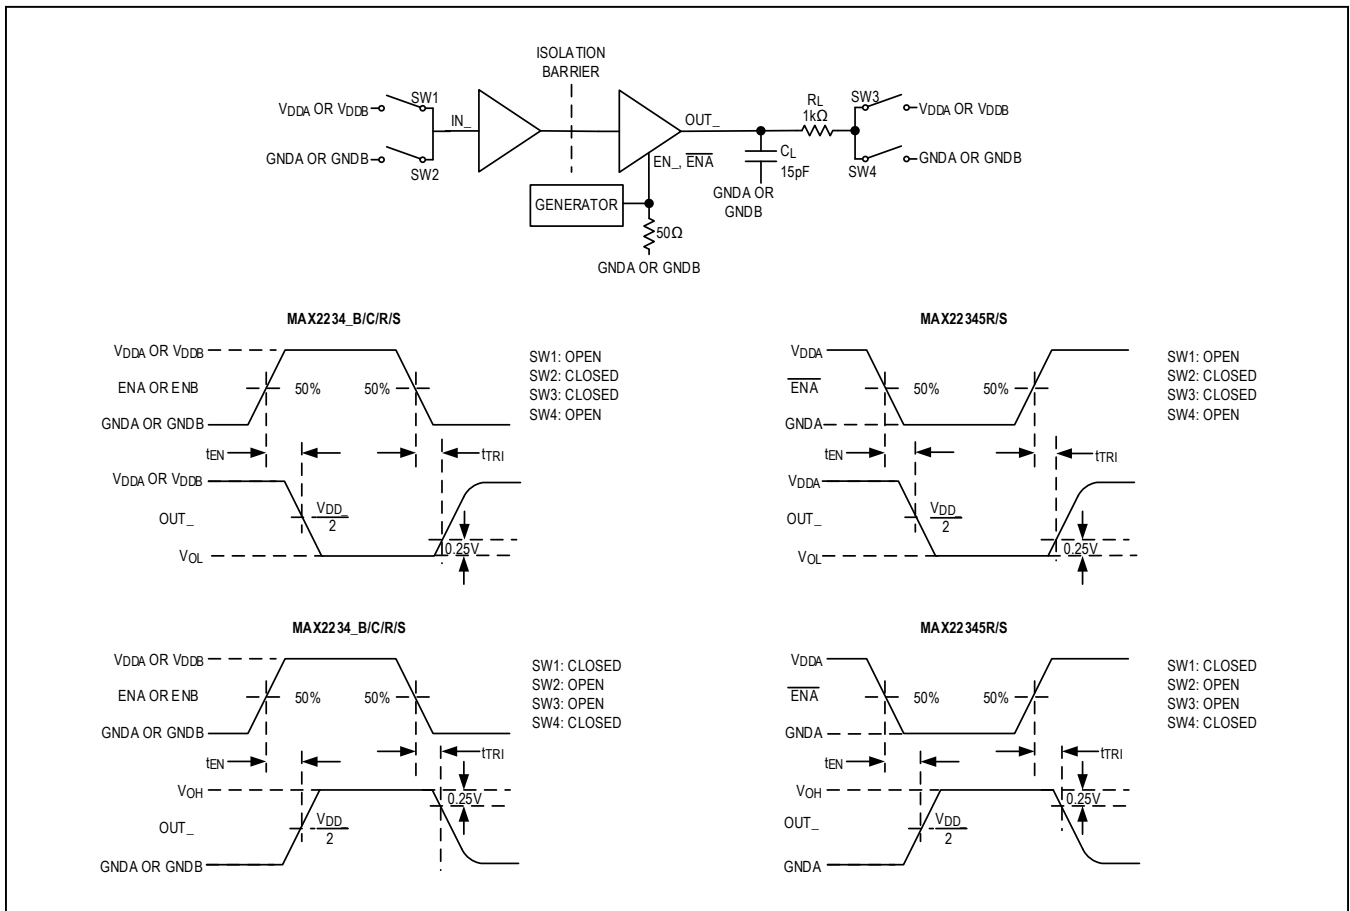 ISOLATION
BARRIER
VDDA OR VDDB
SW1
IN_
OUT_
RL
1kΩ
SW3
VDDA OR VDDB
GNDA OR GNDB
SW2
EN_, ENA
CL
15pF
SW4
GNDA OR GNDB
GENERATOR
GNDA OR
GNDB
50Ω
GNDA OR GNDB
MAX2234_B/C/R/S
VDDA OR VDDB
ENA OR ENB
50%
50%
GNDA OR GNDB
tEN
tTRI
VDDA OR VDDB
OUT_
VDD_
2
0.25V
VOL
SW1: OPEN
SW2: CLOSED
SW3: CLOSED
SW4: OPEN
MAX22345R/S
VDDA
ENA
50%
50%
GNDA
tEN
tTRI
VDDA
OUT_
VDD_
2
0.25V
VOL
SW1: OPEN
SW2: CLOSED
SW3: CLOSED
SW4: OPEN
MAX2234_B/C/R/S
VDDA OR VDDB
ENA OR ENB
50%
50%
GNDA OR GNDB
tEN
tTRI
VOH
0.25V
OUT_
VDD_
2
GNDA OR GNDB
SW1: CLOSED
SW2: OPEN
SW3: OPEN
SW4: CLOSED
MAX22345R/S
VDDA
ENA
50%
50%
GNDA
tEN
tTRI
VOH
0.25V
OUT_
VDD_
2
GNDA
SW1: CLOSED
SW2: OPEN
SW3: OPEN
SW4: CLOSED